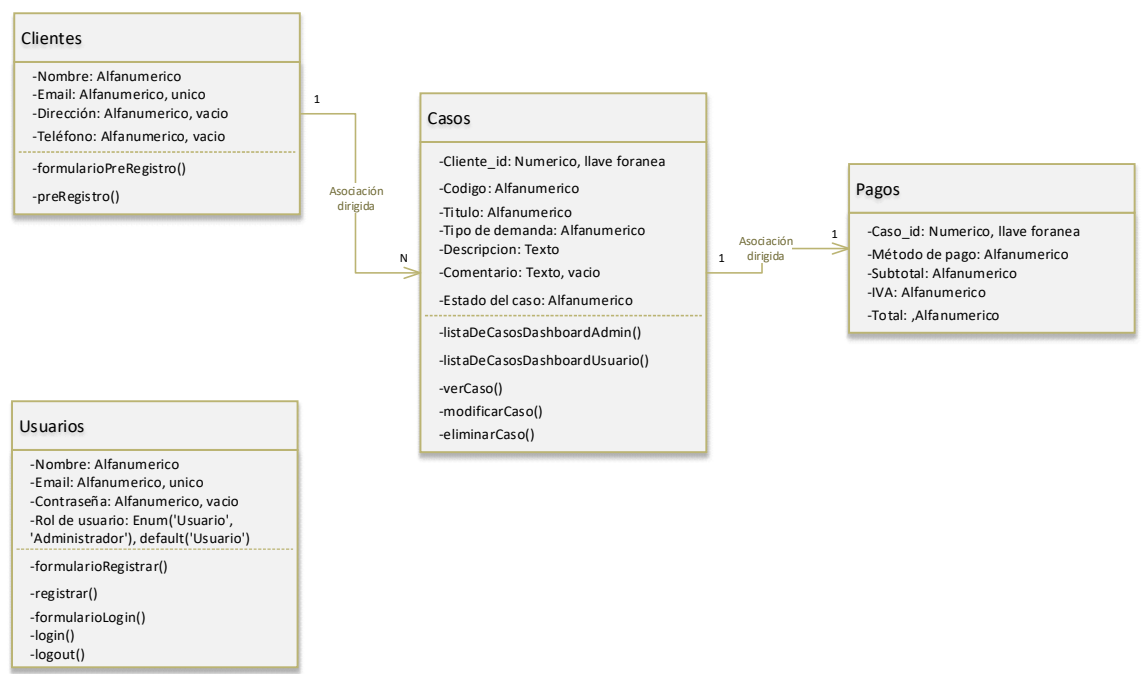 Clientes
-Nombre: Alfanumerico
-Email: Alfanumerico, unico
-Dirección: Alfanumerico, vacio
-Teléfono: Alfanumerico, vacio
-formularioPreRegistro()
-preRegistro()
1
Asociación
dirigida
N
Casos
-Cliente_id: Numerico, llave foranea
-Codigo: Alfanumerico
-Titulo: Alfanumerico
-Tipo de demanda: Alfanumerico
-Descripcion: Texto
-Comentario: Texto, vacio
-Estado del caso: Alfanumerico
-listaDeCasosDashboardAdmin()
-listaDeCasosDashboardUsuario()
-verCaso()
-modificarCaso()
-eliminarCaso()
1
Asociación
dirigida
1
Pagos
-Caso_id: Numerico, llave foranea
-Método de pago: Alfanumerico
-Subtotal: Alfanumerico
-IVA: Alfanumerico
-Total: ,Alfanumerico
Usuarios
-Nombre: Alfanumerico
-Email: Alfanumerico, unico
-Contraseña: Alfanumerico, vacio
-Rol de usuario: Enum('Usuario',
'Administrador'), default('Usuario')
-formularioRegistrar()
-registrar()
-formularioLogin()
-login()
-logout()